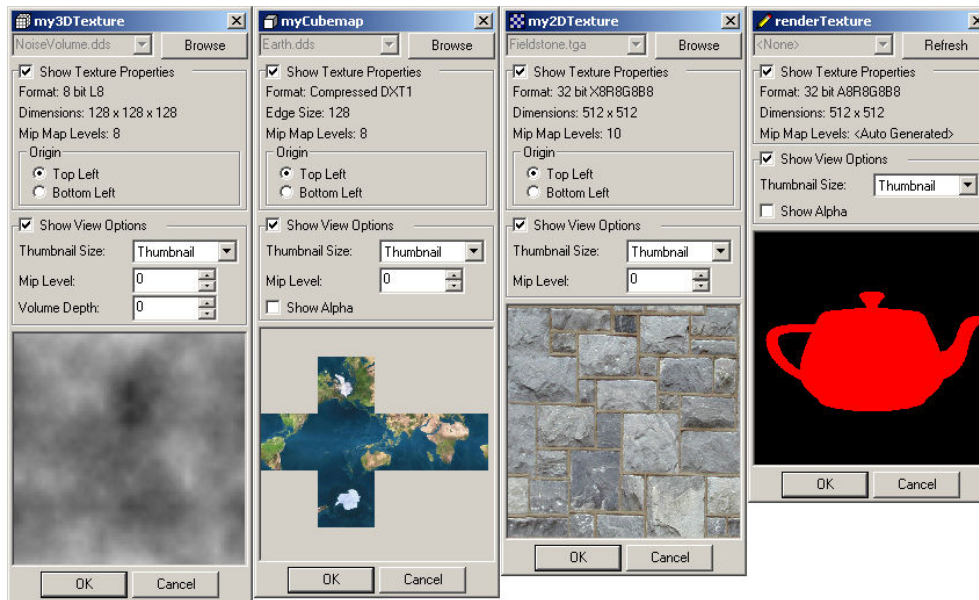 my3DTexture
NoiseVolume.dds
Browse
Show Texture Properties
Format: 8 bit L8
Dimensions: 128 x 128 x 128
Mip Map Levels: 8
Origin
Top Left
Bottom Left
Show View Options
Thumbnail Size: Thumbnail
Mip Level: 0
Volume Depth: 0
OK Cancel
myCubemap
Earth.dds
Browse
Show Texture Properties
Format: Compressed DXT1
Edge Size: 128
Mip Map Levels: 8
Origin
Top Left
Bottom Left
Show View Options
Thumbnail Size: Thumbnail
Mip Level: 0
Show Alpha
OK Cancel
my2DTexture
Fieldstone.tga
Browse
Show Texture Properties
Format: 32 bit X8R8G8B8
Dimensions: 512 x 512
Mip Map Levels: 10
Origin
Top Left
Bottom Left
Show View Options
Thumbnail Size: Thumbnail
Mip Level: 0
OK Cancel
renderTexture
<None>
Refresh
Show Texture Properties
Format: 32 bit A8R8G8B8
Dimensions: 512 x 512
Mip Map Levels: <Auto Generated>
Show View Options
Thumbnail Size: Thumbnail
Show Alpha
OK Cancel